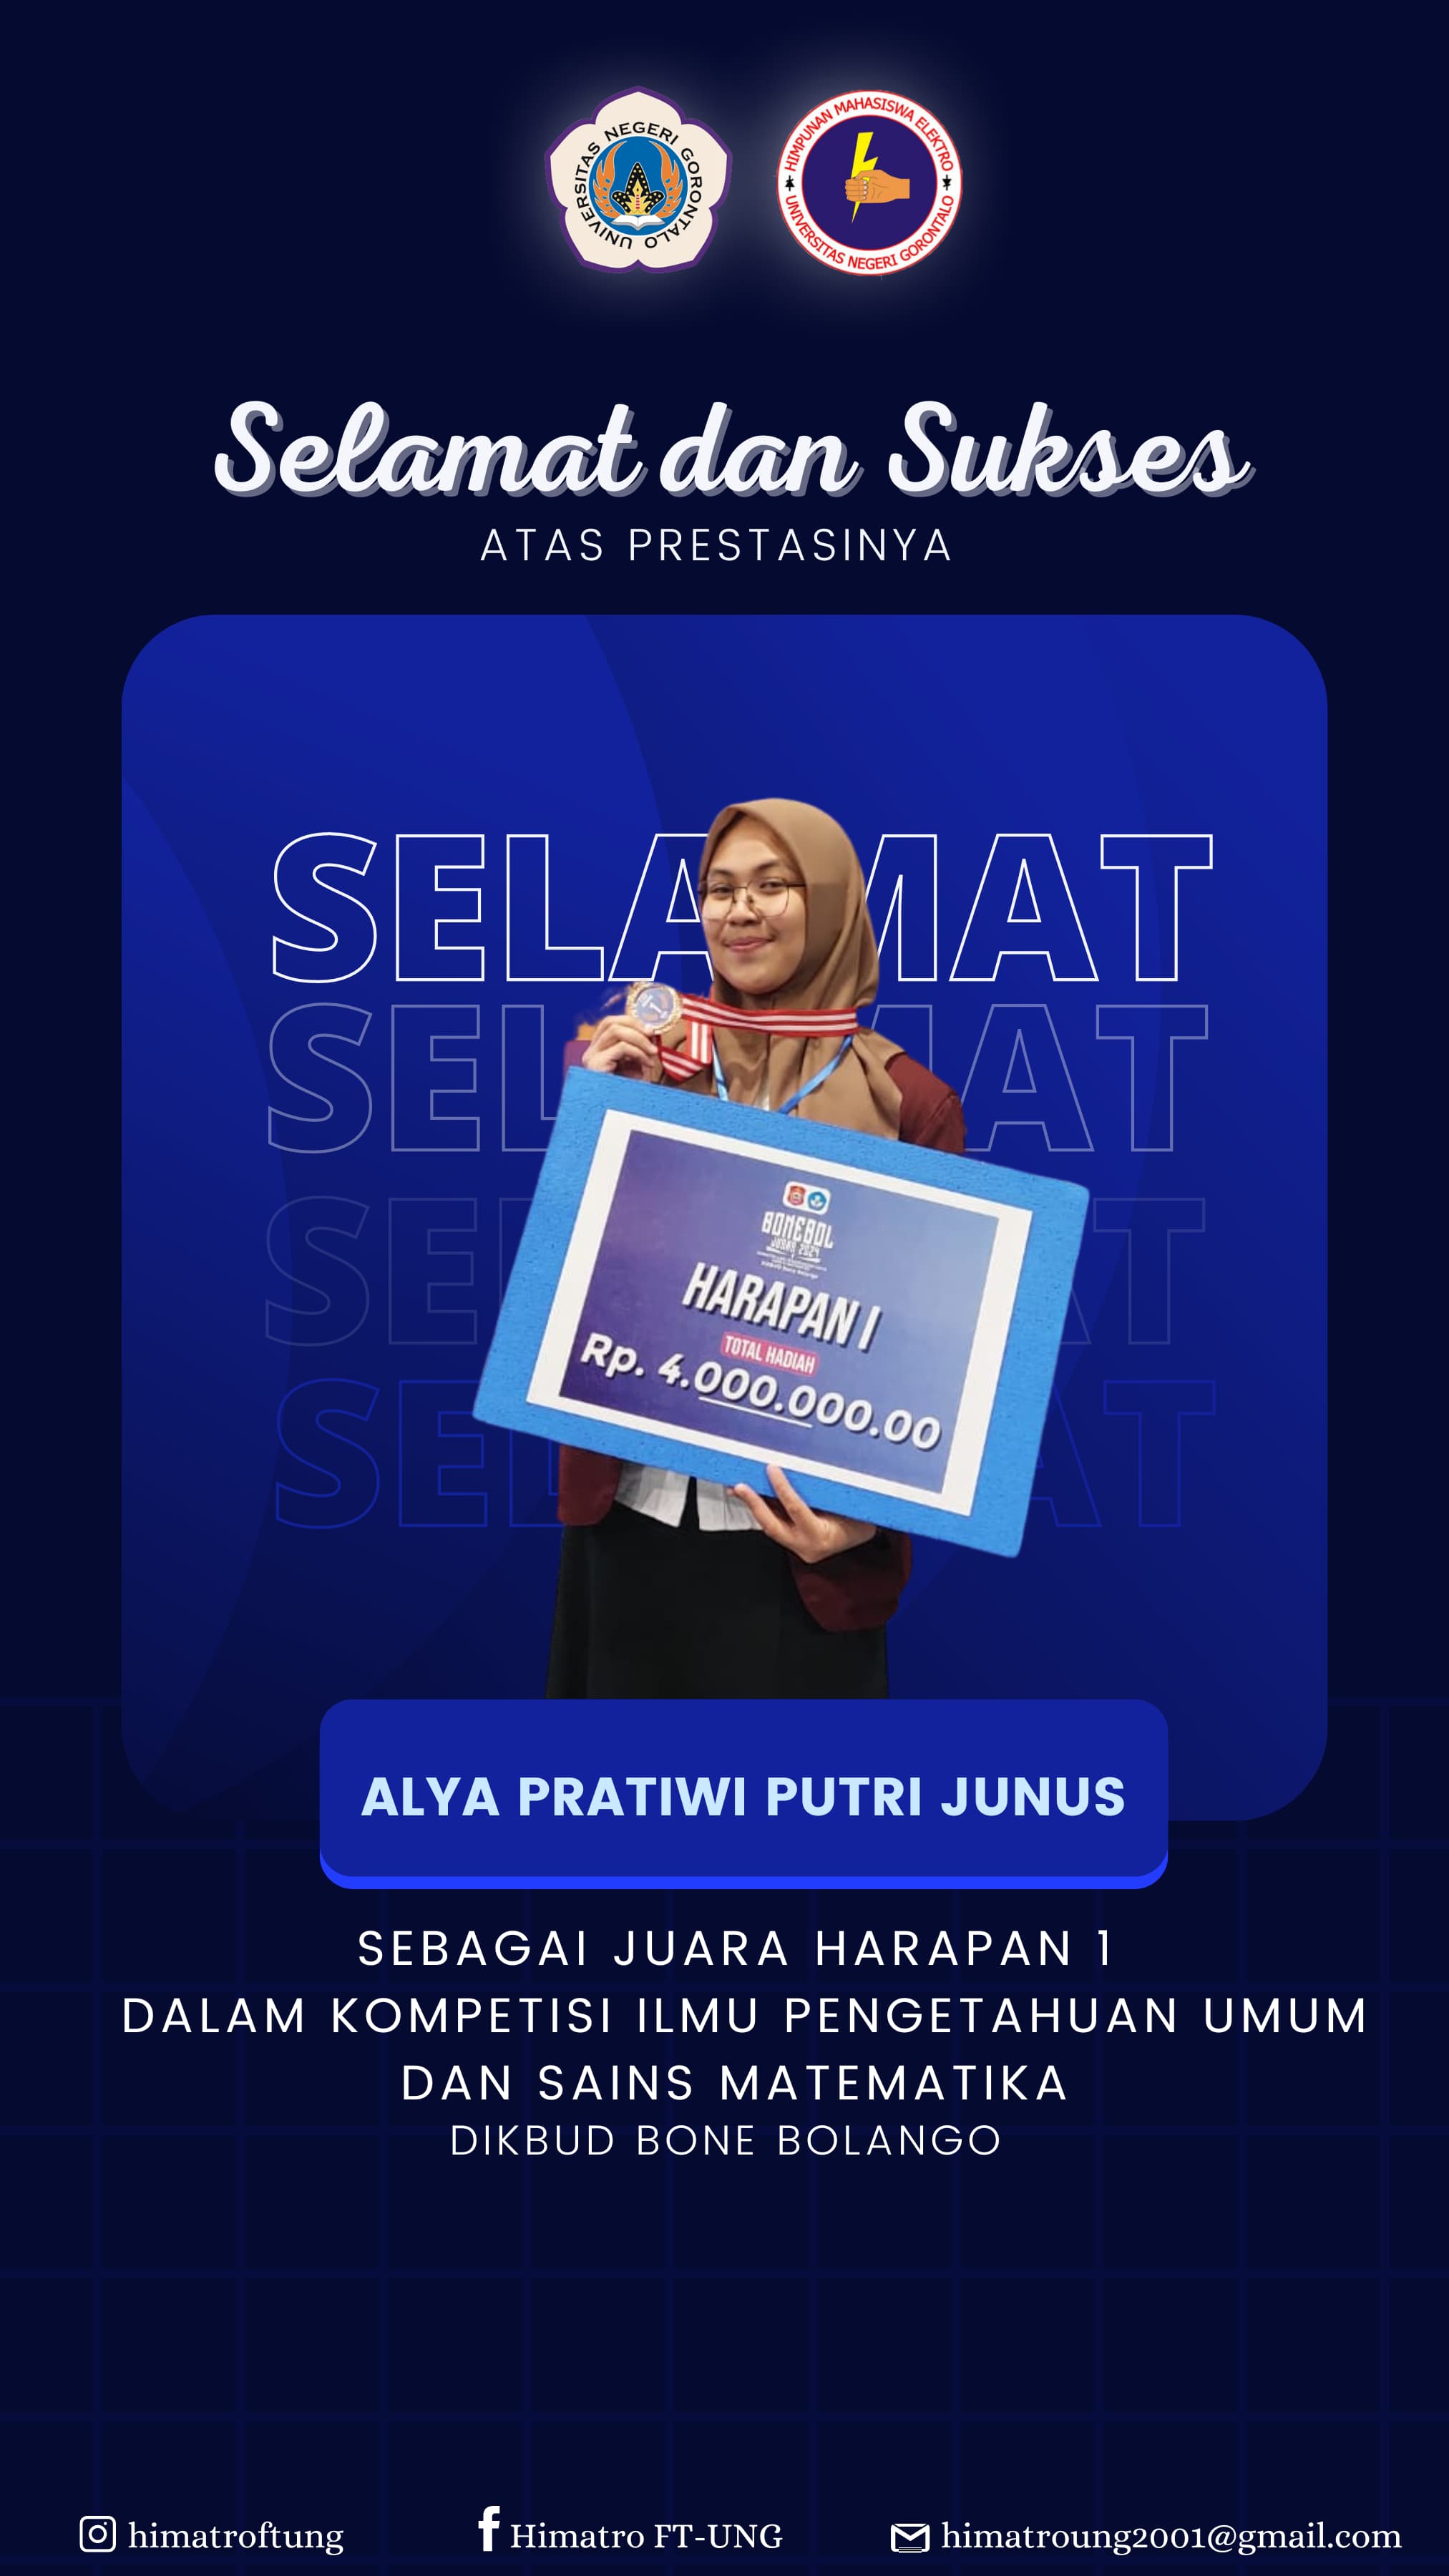 UNIVERSITAS NEGERI GORONTALO
HIMPUNAN MAHASISWA ELEKTRO
UNIVERSITAS NEGERI GORONTALO
Selamat dan Sukses
ATAS PRESTASINYA
SELAMAT
SELAMAT
SELAMAT
SELAMAT
BONEBOL
JUARA 2024
HARAPAN I
TOTAL HADIAH
Rp. 4.000.000.00
ALYA PRATIWI PUTRI JUNUS
SEBAGAI JUARA HARAPAN 1
DALAM KOMPETISI ILMU PENGETAHUAN UMUM
DAN SAINS MATEMATIKA
DIKBUD BONE BOLANGO
himatroftung
Himatro FT-UNG
himatroung2001@gmail.com